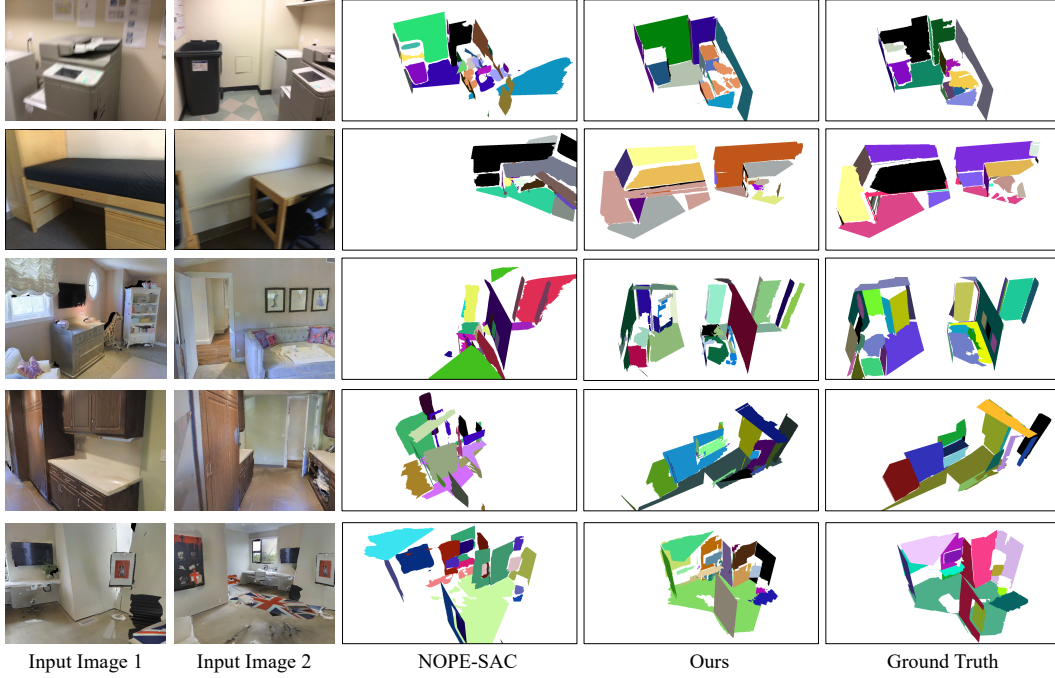 Input Image 1
Input Image 2
NOPE-SAC
Ours
Ground Truth